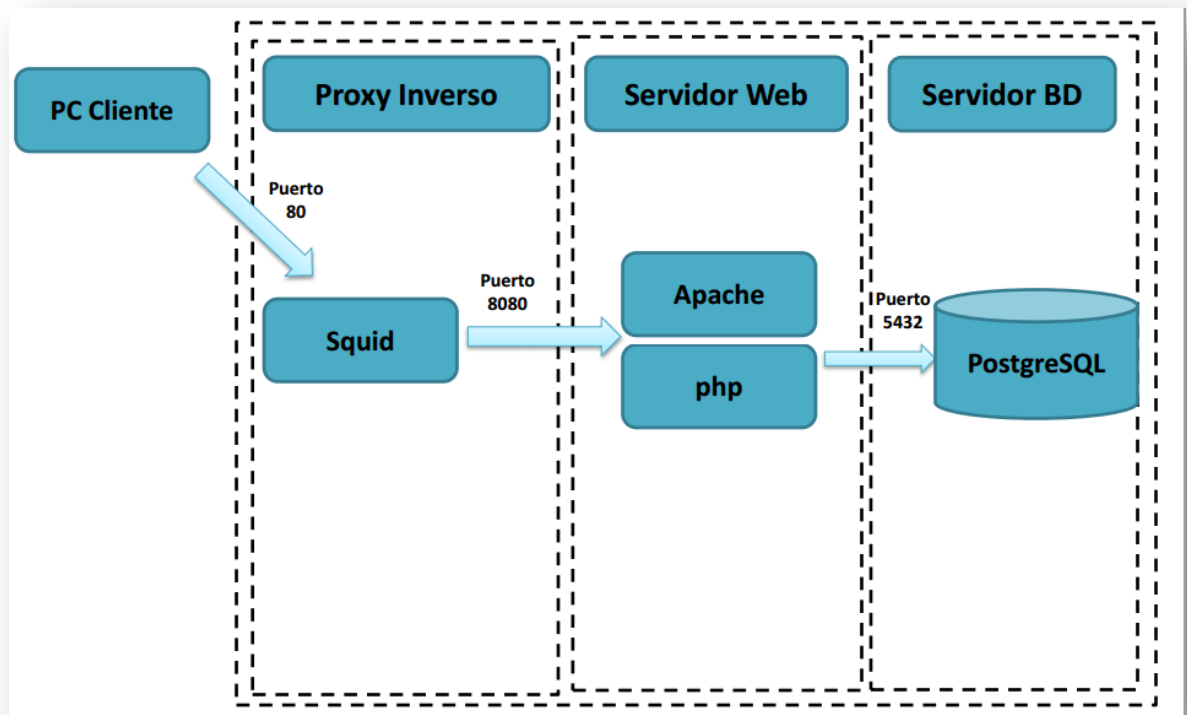 PC Cliente
Proxy Inverso
Servidor Web
Servidor BD
Puerto
80
Squid
Puerto
8080
Apache
php
Puerto
5432
PostgreSQL